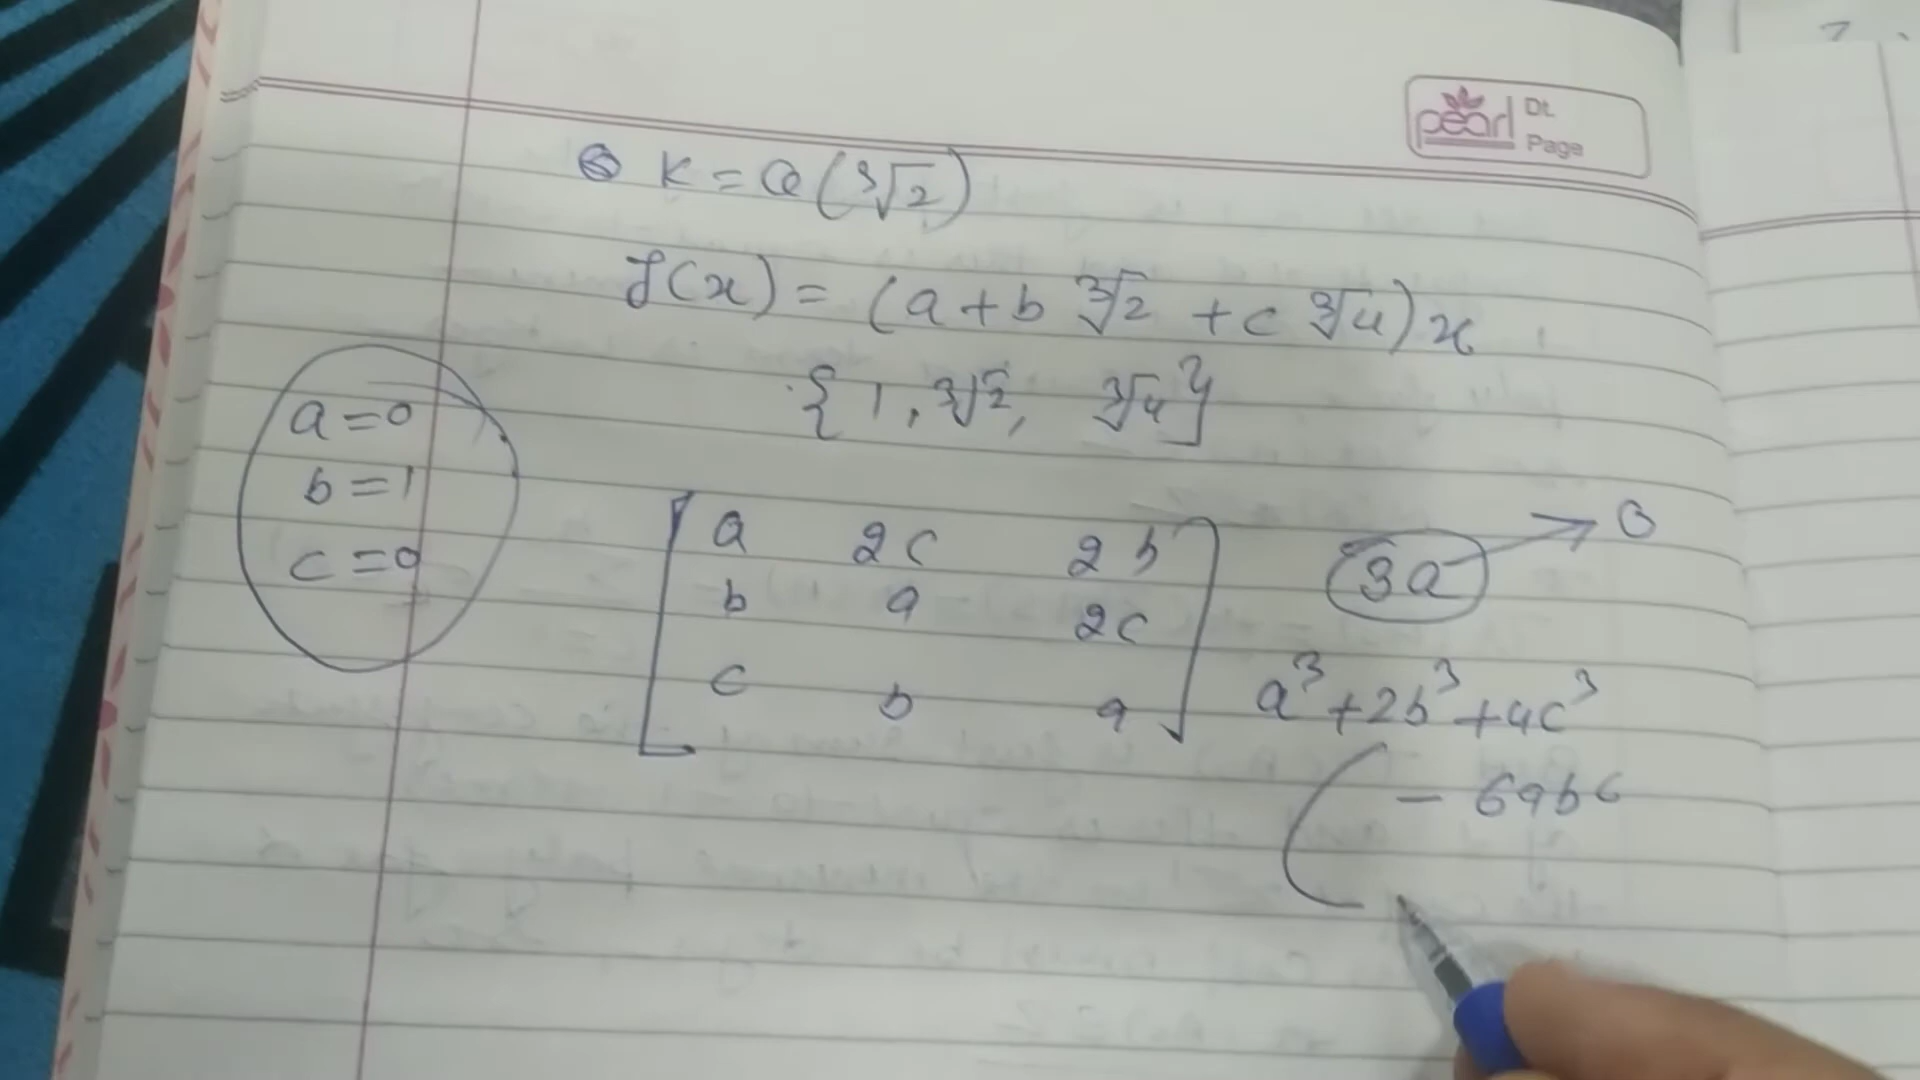 pearl Dt.
Page
K = Q(∛2)
f(x) = (a + b ∛2 + c ∛4) x
{ 1, ∛2, ∛4 }
a = 0
b = 1
c = 0
[ a 2c 2b
b a 2c
c b a ]
3a → 0
a³ + 2b³ + 4c³
- 6abc